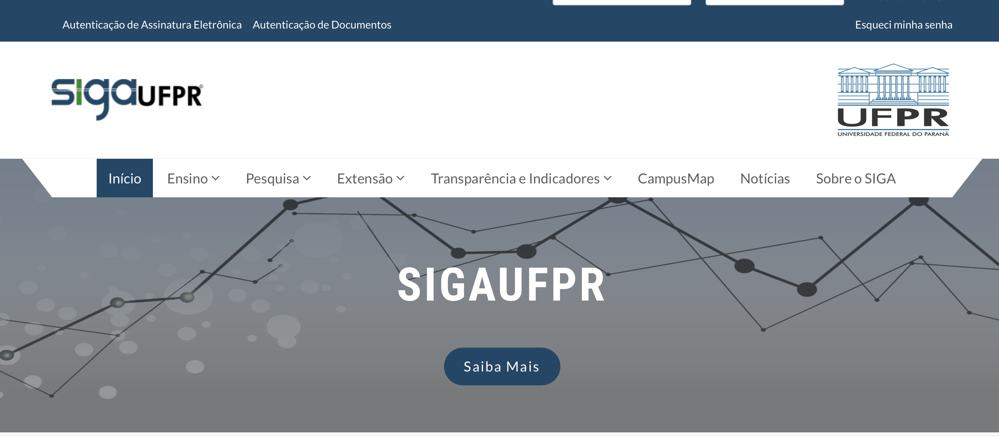 Autenticação de Assinatura Eletrônica Autenticação de Documentos Esqueci minha senha
sigaUFPR©
UFPR
UNIVERSIDADE FEDERAL DO PARANÁ
Início Ensino Pesquisa Extensão Transparência e Indicadores CampusMap Notícias Sobre o SIGA
SIGAUFPR
Saiba Mais